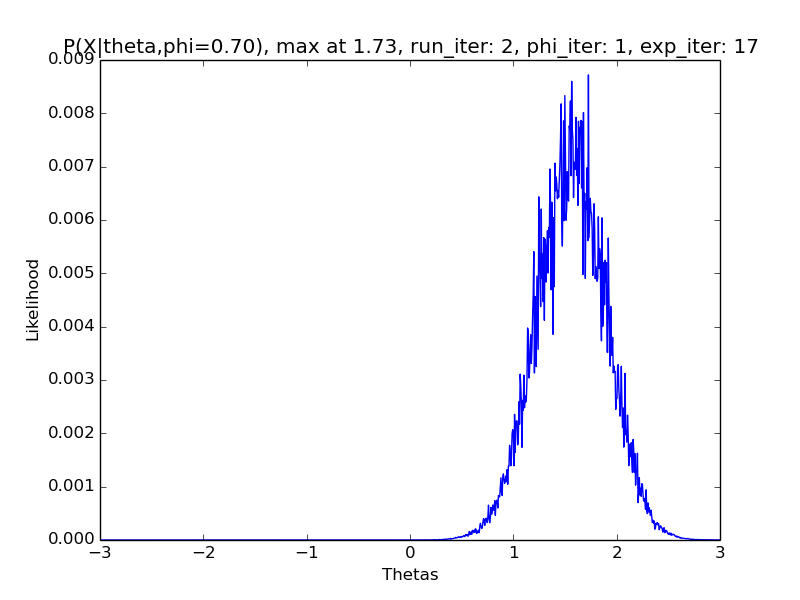 P(X|theta,phi=0.70), max at 1.73, run_iter: 2, phi_iter: 1, exp_iter: 17
0.009
0.008
0.007
0.006
0.005
0.004
0.003
0.002
0.001
0.000
Likelihood
−3 −2 −1 0 1 2 3
Thetas